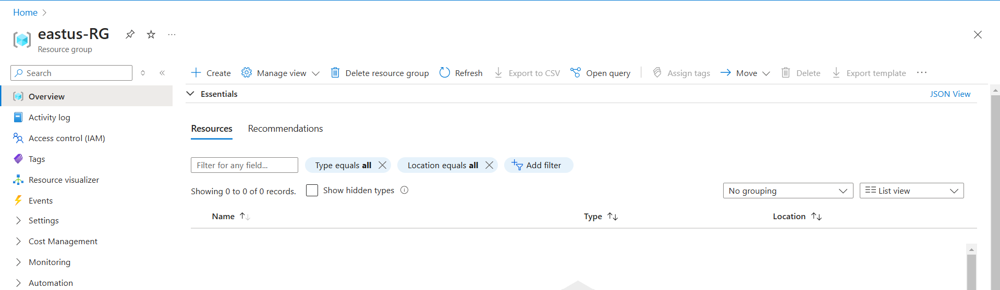 Home
eastus-RG
Resource group
Search
Overview
Activity log
Access control (IAM)
Tags
Resource visualizer
Events
Settings
Cost Management
Monitoring
Automation
Create Manage view Delete resource group Refresh Export to CSV Open query Assign tags Move Delete Export template
Essentials JSON View
Resources Recommendations
Filter for any field... Type equals all Location equals all Add filter
Showing 0 to 0 of 0 records. Show hidden types No grouping List view
Name Type Location